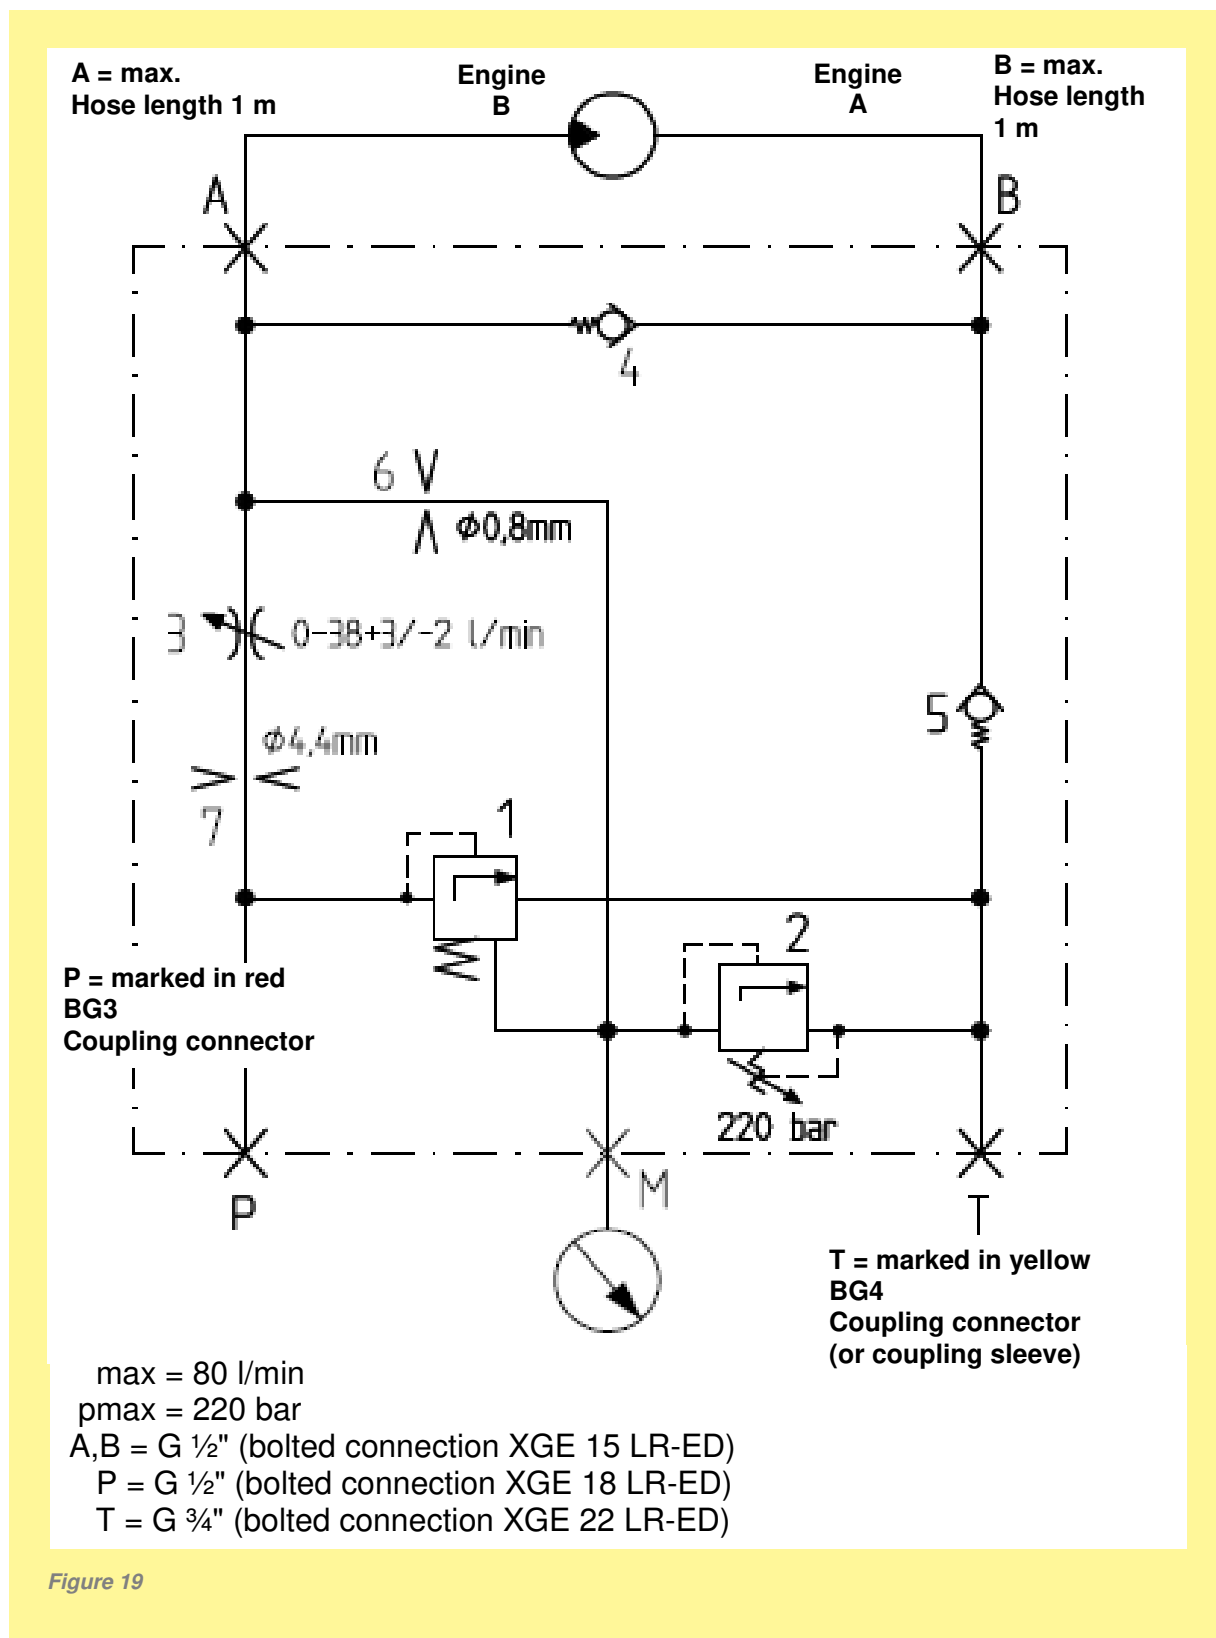 A = max.
Hose length 1 m
Engine
B
Engine
A
B = max.
Hose length
1 m
A
B
4
6
Φ0,8mm
3
0-38+3/-2 l/min
5
Φ4,4mm
7
1
2
P = marked in red
BG3
Coupling connector
220 bar
P
M
T
T = marked in yellow
BG4
Coupling connector
(or coupling sleeve)
max = 80 l/min
pmax = 220 bar
A,B = G ½" (bolted connection XGE 15 LR-ED)
P = G ½" (bolted connection XGE 18 LR-ED)
T = G ¾" (bolted connection XGE 22 LR-ED)
Figure 19